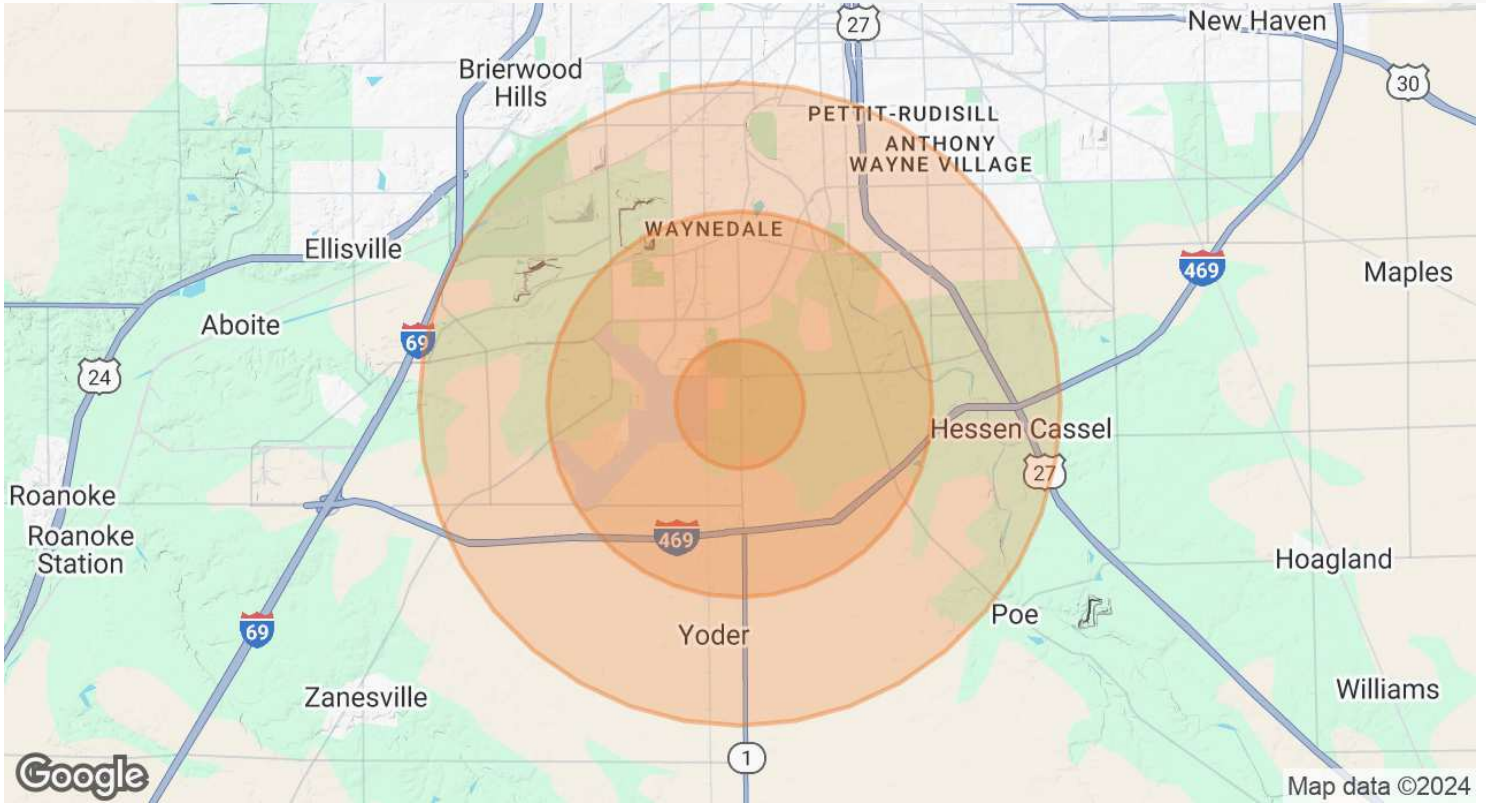 27
New Haven
Brierwood
Hills
30
PETTIT-RUDISILL
ANTHONY
WAYNE VILLAGE
WAYNEDALE
Ellisville
469
Maples
Aboite
69
24
Hessen Cassel
27
Roanoke
Roanoke
Station
469
Hoagland
Poe
69
Yoder
Zanesville
Williams
1
Google
Map data ©2024